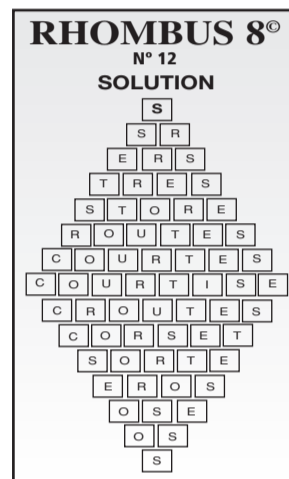 RHOMBUS 8©
Nº 12
SOLUTION
S
S R
E R S
T R E S
S T O R E
R O U T E S
C O U R T E S
C O U R T I S E
C R O U T E S
C O R S E T
S O R T E
E R O S
O S E
O S
S